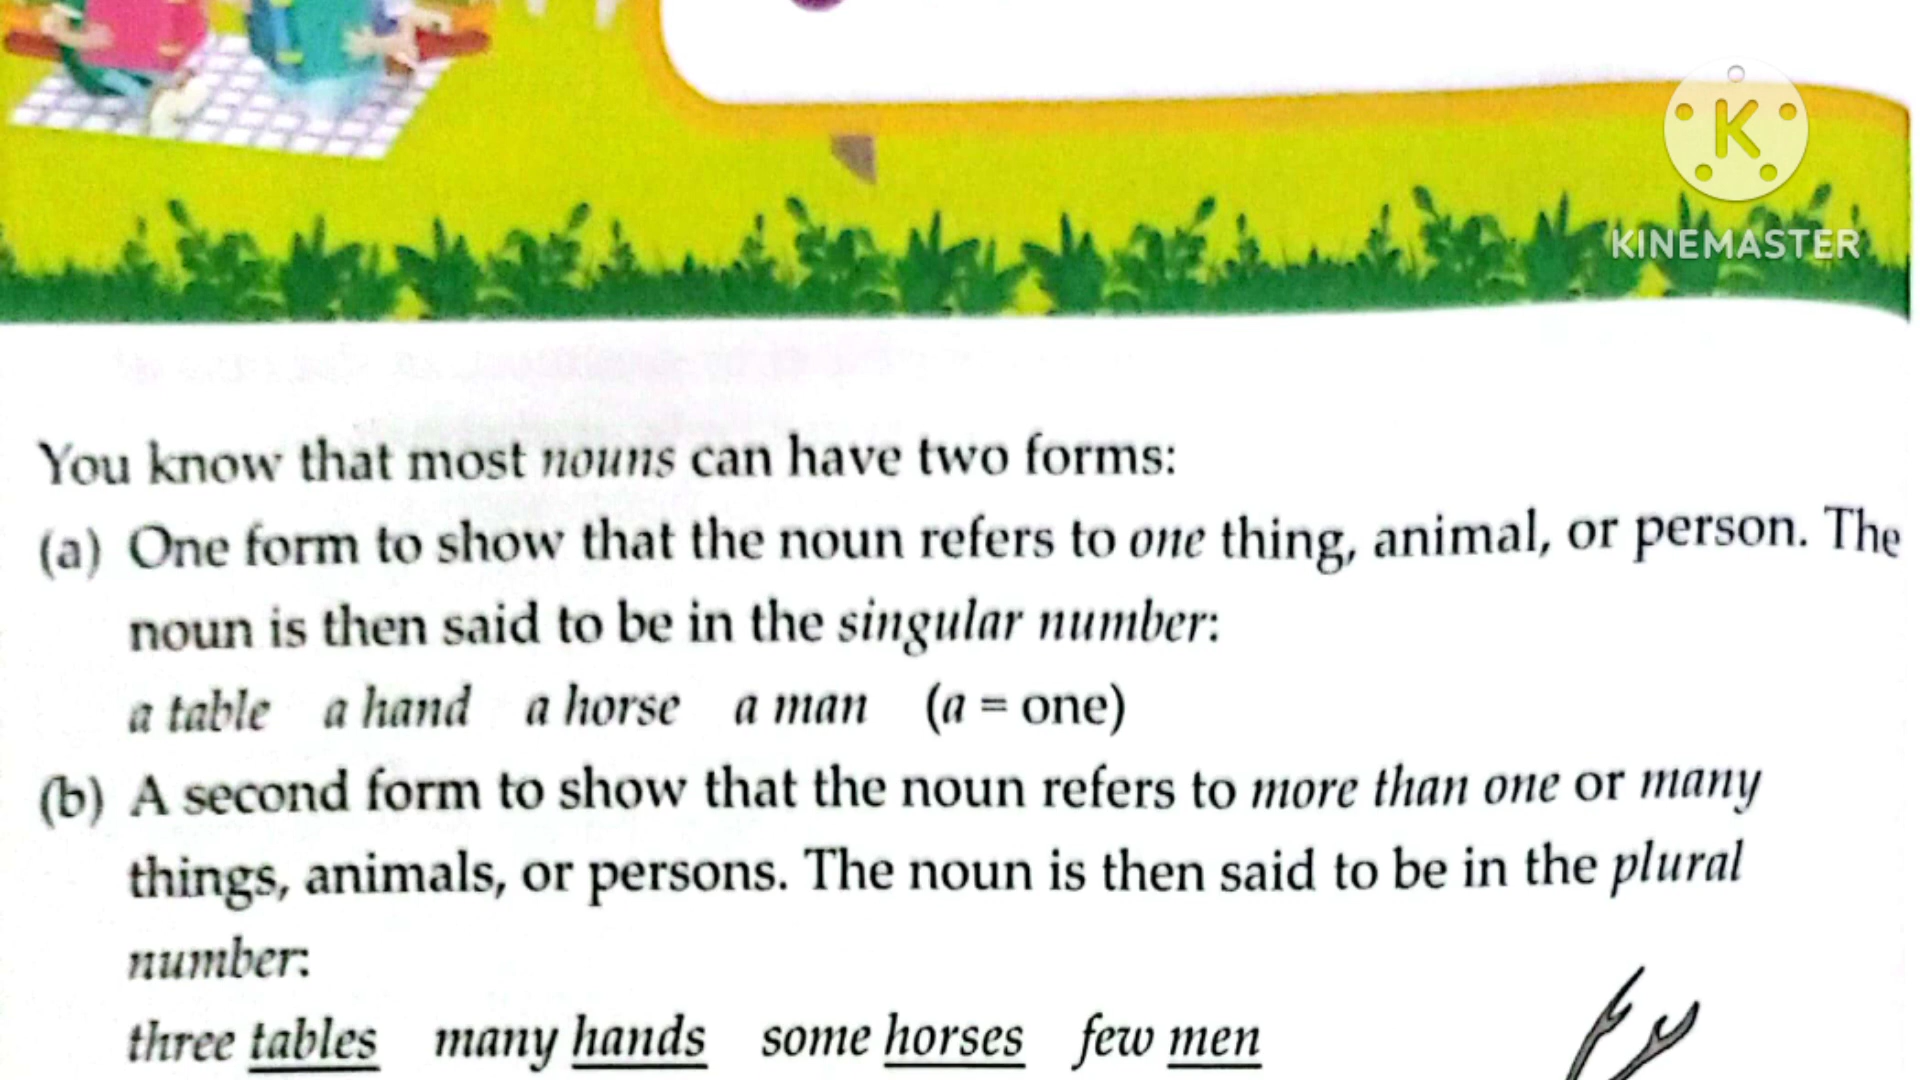 K
KINEMASTER
You know that most nouns can have two forms:
(a) One form to show that the noun refers to one thing, animal, or person. The
noun is then said to be in the singular number:
a table a hand a horse a man (a = one)
(b) A second form to show that the noun refers to more than one or many
things, animals, or persons. The noun is then said to be in the plural
number:
three tables many hands some horses few men